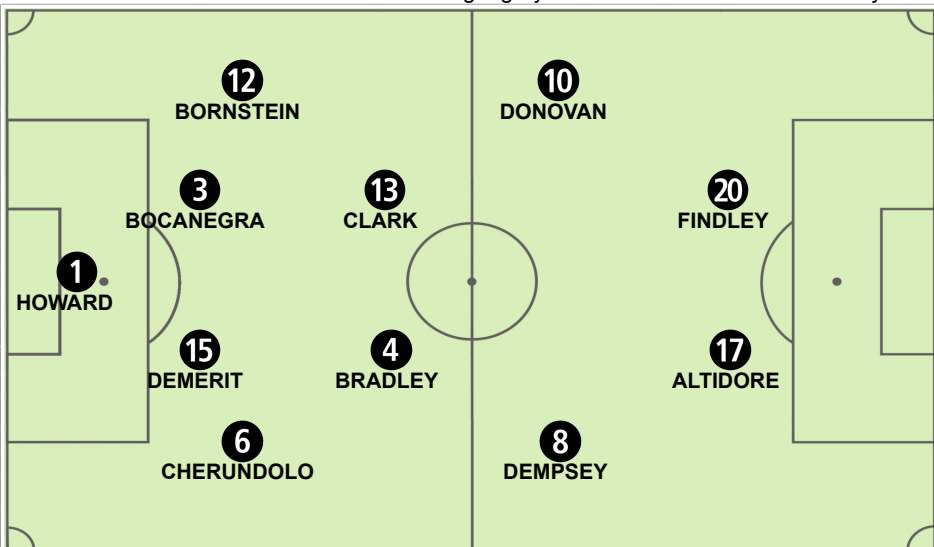 12
BORNSTEIN
10
DONOVAN
3
BOCANEGRA
13
CLARK
20
FINDLEY
1
HOWARD
15
DEMERIT
4
BRADLEY
17
ALTIDORE
6
CHERUNDOLO
8
DEMPSEY